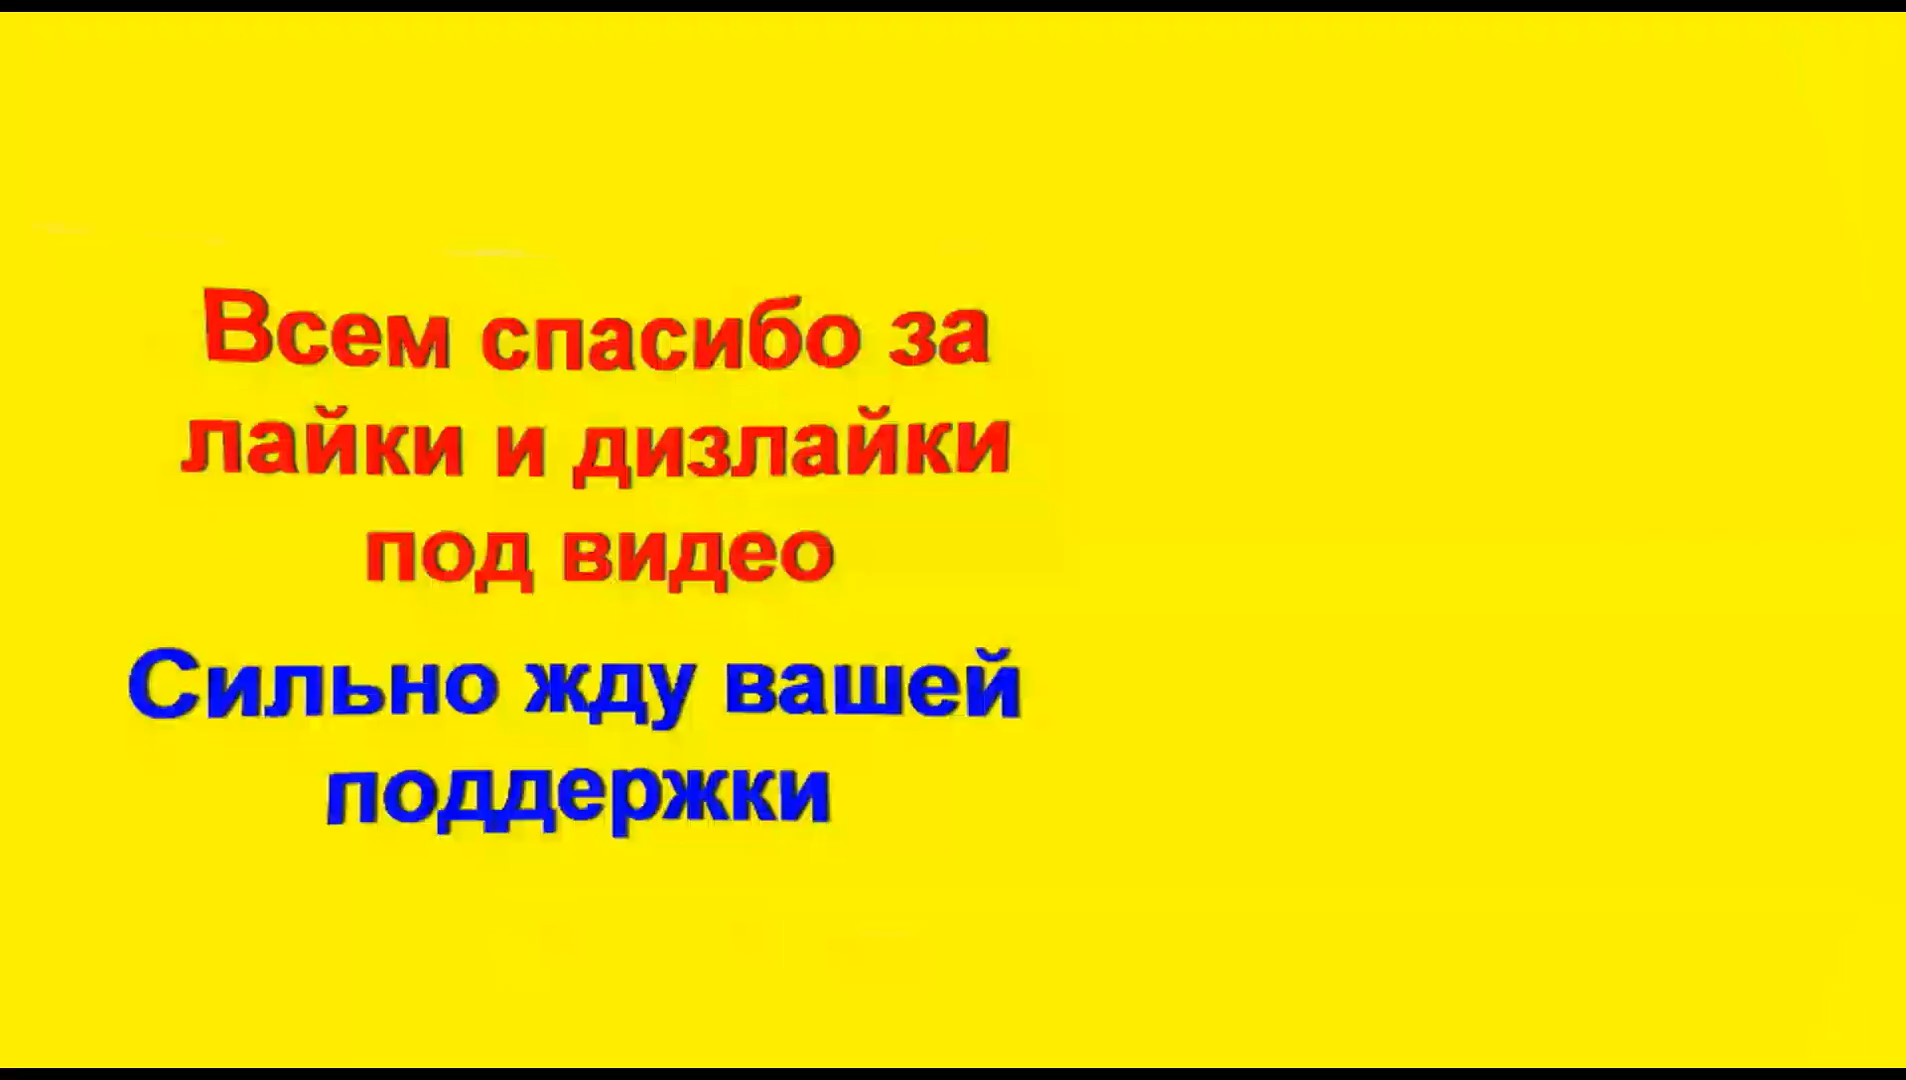 Всем спасибо за
лайки и дизлайки
под видео
Сильно жду вашей
поддержки